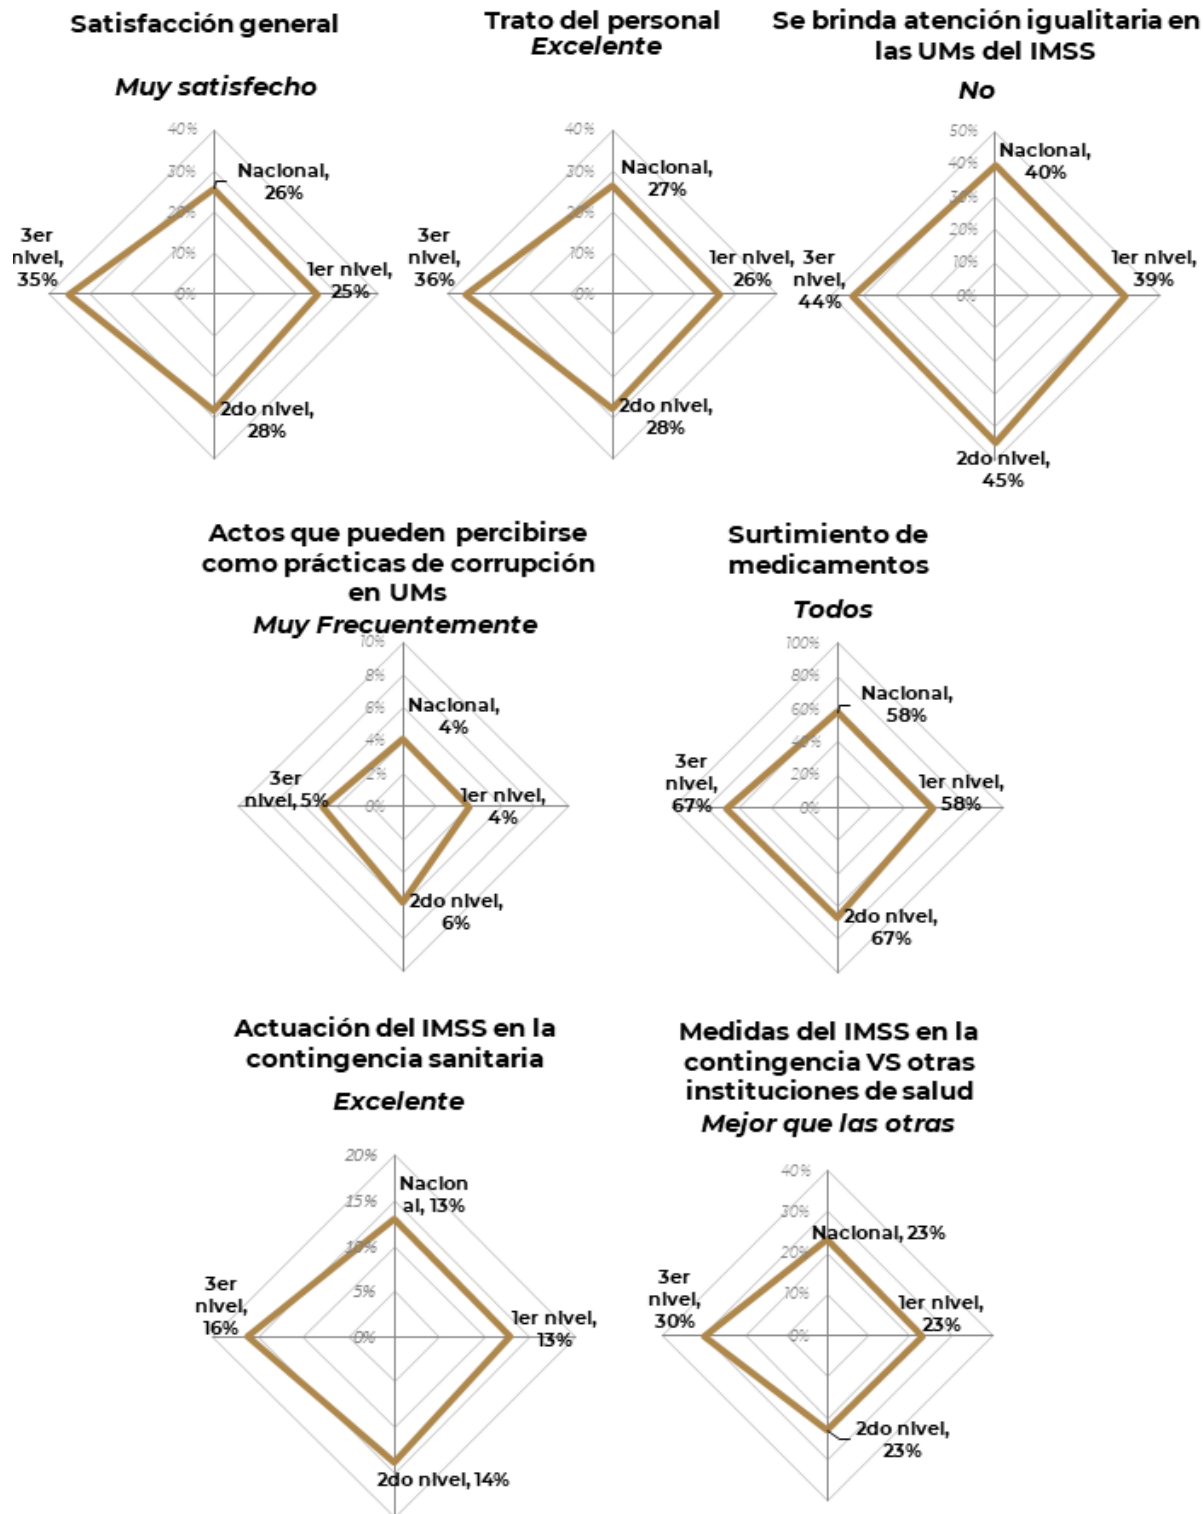 Satisfacción general
Muy satisfecho
40%
30%
20%
10%
0%
Nacional,
26%
1er nivel,
25%
2do nivel,
28%
3er
nivel,
35%
Trato del personal
Excelente
40%
30%
20%
10%
0%
Nacional,
27%
1er nivel,
26%
2do nivel,
28%
3er
nivel,
36%
Se brinda atención igualitaria en
las UMs del IMSS
No
50%
40%
30%
20%
10%
0%
Nacional,
40%
1er nivel,
39%
2do nivel,
45%
3er
nivel,
44%
Actos que pueden percibirse
como prácticas de corrupción
en UMs
Muy Frecuentemente
10%
8%
6%
4%
2%
0%
Nacional,
4%
1er nivel,
4%
2do nivel,
6%
3er
nivel, 5%
Surtimiento de
medicamentos
Todos
100%
80%
60%
40%
20%
0%
Nacional,
58%
1er nivel,
58%
2do nivel,
67%
3er
nivel,
67%
Actuación del IMSS en la
contingencia sanitaria
Excelente
20%
15%
10%
5%
0%
Nacion
al, 13%
1er nivel,
13%
2do nivel, 14%
3er
nivel,
16%
Medidas del IMSS en la
contingencia VS otras
instituciones de salud
Mejor que las otras
40%
30%
20%
10%
0%
Nacional, 23%
1er nivel,
23%
2do nivel,
23%
3er
nivel,
30%